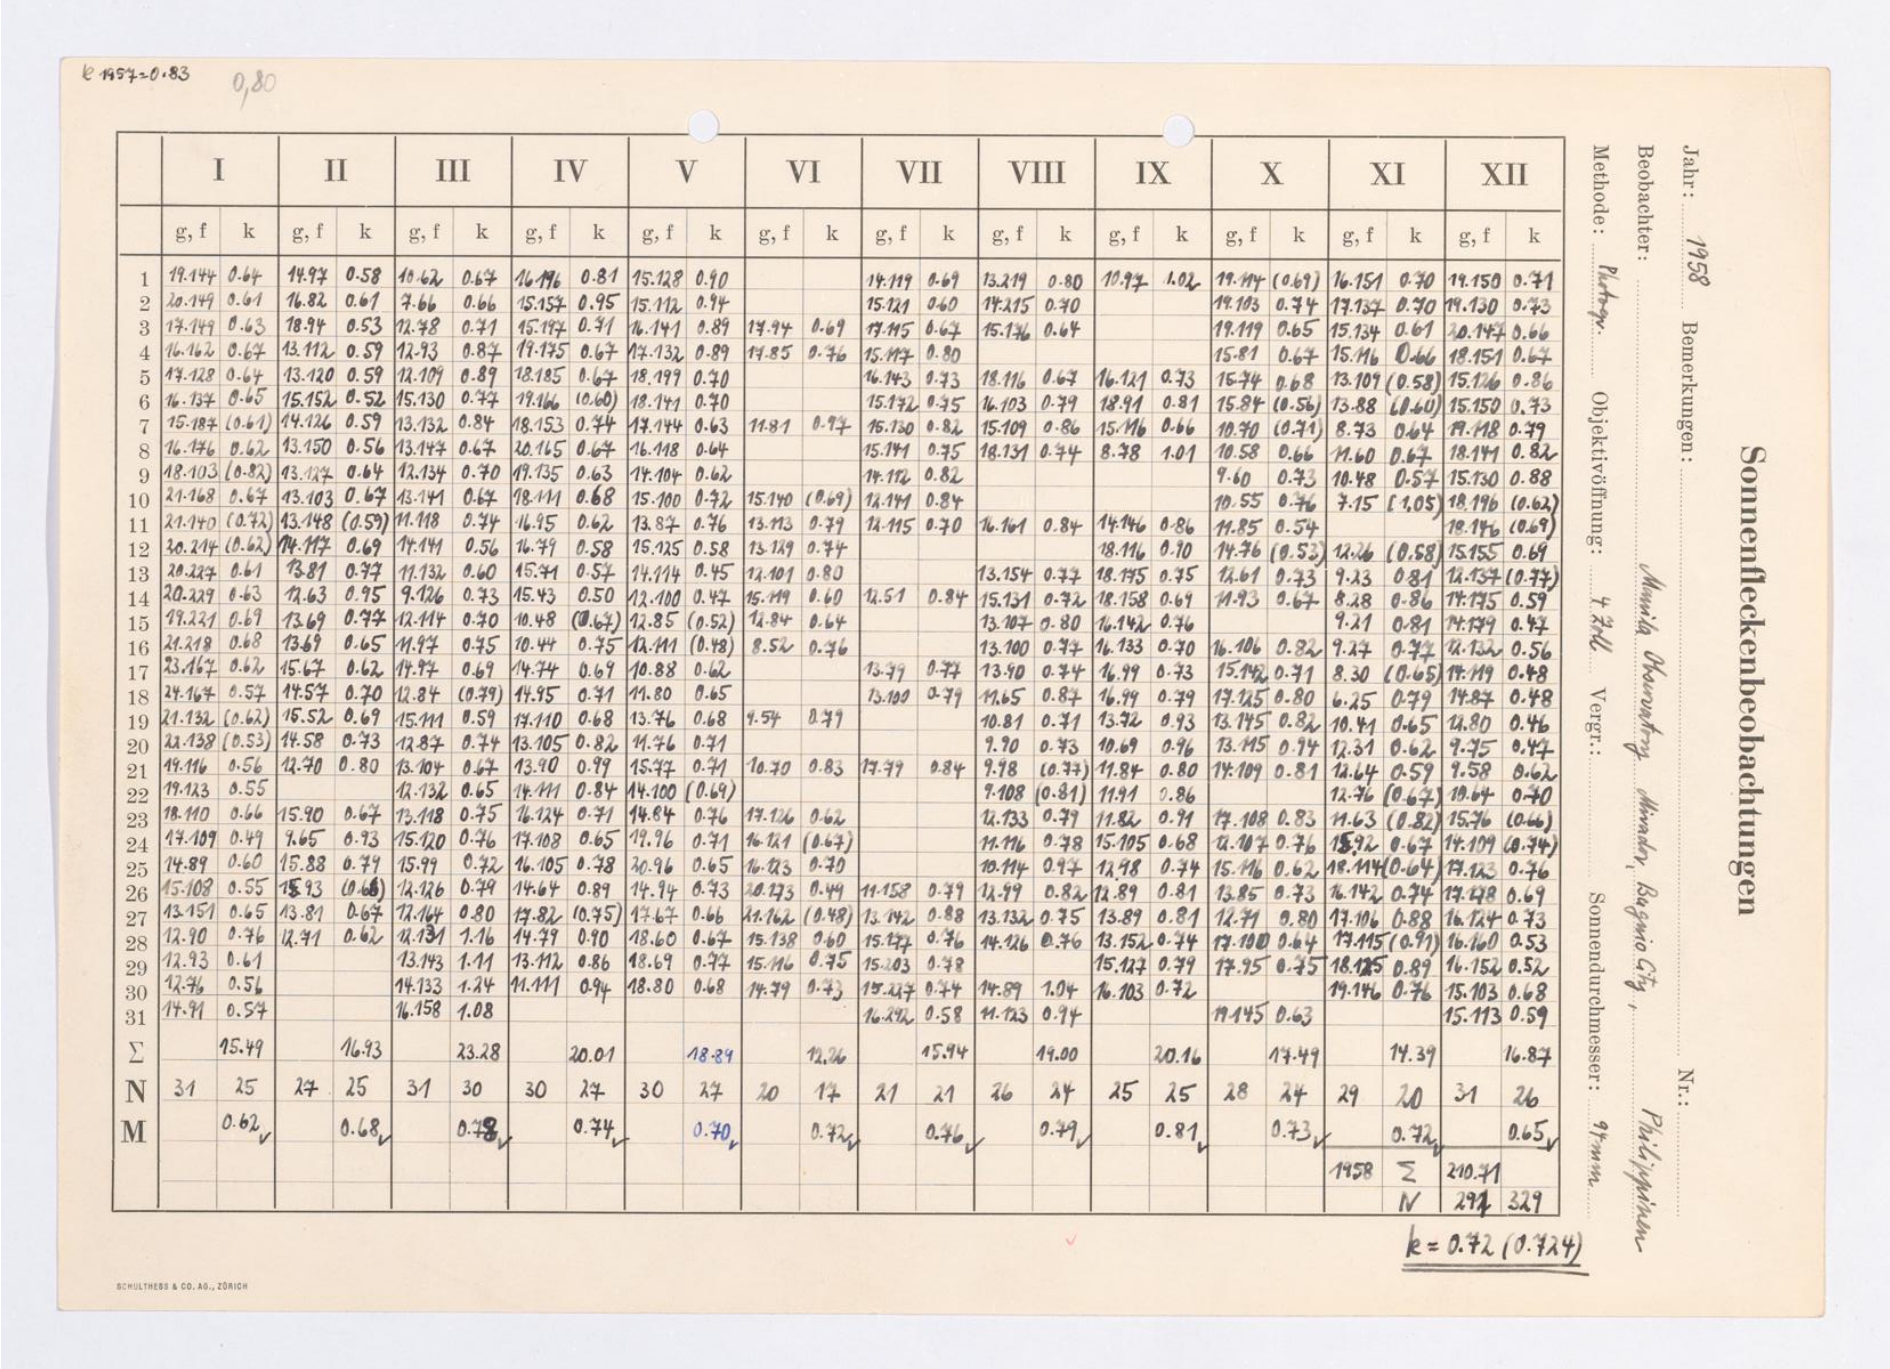 k 1957=0.83
0,80
I II III IV V VI VII VIII IX X XI XII
g, f k g, f k g, f k g, f k g, f k g, f k g, f k g, f k g, f k g, f k g, f k g, f k
1 19.144 0.64 14.97 0.58 10.62 0.67 16.196 0.81 15.128 0.90 14.119 0.69 13.219 0.80 10.97 1.02 19.114 (0.69) 16.151 0.70 19.150 0.71
2 20.149 0.61 16.82 0.61 7.66 0.66 15.157 0.95 15.112 0.94 15.121 0.60 14.215 0.70 19.103 0.74 17.137 0.70 19.130 0.73
3 17.149 0.63 18.94 0.53 12.78 0.71 15.197 0.71 16.141 0.89 17.94 0.69 17.115 0.67 15.176 0.64 19.119 0.65 15.134 0.61 20.147 0.66
4 16.162 0.67 13.112 0.59 12.93 0.87 19.175 0.67 17.132 0.89 17.85 0.76 15.117 0.80 15.81 0.67 15.116 0.66 18.151 0.67
5 17.128 0.64 13.120 0.59 12.109 0.89 18.185 0.67 18.199 0.70 16.143 0.73 18.116 0.67 16.121 0.73 15.74 0.68 13.109 (0.58) 15.126 0.86
6 16.137 0.65 15.152 0.52 15.130 0.77 19.166 (0.60) 18.141 0.70 15.172 0.75 16.103 0.79 18.91 0.81 15.84 (0.56) 13.88 (0.60) 15.150 0.73
7 15.187 (0.61) 14.126 0.59 13.132 0.84 18.153 0.74 17.144 0.63 11.81 0.97 15.130 0.82 15.109 0.86 15.116 0.66 10.70 (0.71) 8.73 0.64 19.118 0.79
8 16.176 0.62 13.150 0.56 13.147 0.67 20.165 0.67 16.118 0.64 15.141 0.75 18.131 0.74 8.78 1.01 10.58 0.66 11.60 0.67 18.141 0.82
9 18.103 (0.82) 13.127 0.64 12.134 0.70 19.135 0.63 14.104 0.62 14.112 0.82 9.60 0.73 10.48 0.57 15.130 0.88
10 21.168 0.67 13.103 0.67 13.141 0.67 18.111 0.68 15.100 0.72 15.140 (0.69) 12.141 0.84 10.55 0.76 7.15 (1.05) 18.196 (0.62)
11 21.140 (0.72) 13.148 (0.59) 11.118 0.74 16.95 0.62 13.87 0.76 13.113 0.79 12.115 0.70 16.161 0.84 14.146 0.86 11.85 0.54 18.146 (0.69)
12 20.214 (0.62) 14.117 0.69 14.141 0.56 16.79 0.58 15.125 0.58 13.129 0.74 18.116 0.90 14.76 (0.53) 12.26 (0.58) 15.155 0.69
13 20.227 0.61 13.81 0.77 11.132 0.60 15.71 0.57 14.114 0.45 12.101 0.80 13.154 0.77 18.175 0.75 12.61 0.73 9.23 0.81 12.137 (0.77)
14 20.229 0.63 12.63 0.95 9.126 0.73 15.43 0.50 12.100 0.47 15.119 0.60 12.51 0.84 15.131 0.72 18.158 0.69 11.93 0.67 8.28 0.86 14.175 0.59
15 19.221 0.69 13.69 0.77 12.114 0.70 10.48 (0.67) 12.85 (0.52) 12.84 0.64 13.107 0.80 16.142 0.76 9.21 0.81 14.179 0.47
16 21.218 0.68 13.69 0.65 11.97 0.75 10.44 0.75 12.111 (0.48) 8.52 0.76 13.100 0.77 16.133 0.70 16.106 0.82 9.27 0.77 12.132 0.56
17 23.167 0.62 15.67 0.62 14.97 0.69 14.74 0.69 10.88 0.62 13.79 0.77 13.90 0.74 16.99 0.73 15.142 0.71 8.30 (0.65) 14.119 0.48
18 24.167 0.57 14.57 0.70 12.84 (0.79) 14.95 0.71 11.80 0.65 13.100 0.79 11.65 0.87 16.99 0.79 17.125 0.80 6.25 0.79 14.87 0.48
19 21.132 (0.62) 15.52 0.69 15.111 0.59 17.110 0.68 13.76 0.68 9.54 0.79 10.81 0.71 13.72 0.93 13.145 0.82 10.41 0.65 12.80 0.46
20 22.138 (0.53) 14.58 0.73 12.87 0.74 13.105 0.82 11.76 0.71 9.90 0.73 10.69 0.96 13.115 0.94 12.31 0.62 9.75 0.47
21 19.116 0.56 12.70 0.80 13.104 0.67 13.90 0.99 15.77 0.71 10.70 0.83 17.79 0.84 9.98 (0.77) 11.84 0.80 14.109 0.81 12.64 0.59 9.58 0.62
22 19.123 0.55 12.132 0.65 14.111 0.84 14.100 (0.69) 9.108 (0.81) 11.91 0.86 12.76 (0.67) 10.64 0.70
23 18.110 0.66 15.90 0.67 13.118 0.75 16.124 0.71 14.84 0.76 17.126 0.62 12.133 0.79 11.82 0.91 17.108 0.83 11.63 (0.82) 15.76 (0.66)
24 17.109 0.49 9.65 0.93 15.120 0.76 17.108 0.65 19.96 0.71 16.121 (0.67) 11.116 0.78 15.105 0.68 12.107 0.76 15.92 0.67 14.109 (0.74)
25 14.89 0.60 15.88 0.79 15.99 0.72 16.105 0.78 20.96 0.65 16.123 0.70 10.114 0.97 12.98 0.74 15.116 0.62 18.114 (0.64) 17.123 0.76
26 15.108 0.55 15.93 12.126 0.79 14.64 0.89 14.94 0.73 20.173 0.49 11.158 0.79 12.99 0.82 12.89 0.81 13.85 0.73 16.142 0.74 17.128 0.69
27 13.151 0.65 13.81 0.67 12.164 0.80 17.82 (0.75) 17.67 0.66 21.162 (0.48) 13.142 0.88 13.132 0.75 13.89 0.81 12.71 0.80 17.106 0.88 16.124 0.73
28 12.90 0.76 12.71 0.62 12.131 1.16 14.79 0.90 18.60 0.67 15.138 0.60 15.177 0.76 14.126 0.76 13.152 0.74 17.100 0.64 17.115 (0.91) 16.160 0.53
29 12.93 0.61 13.143 1.11 13.112 0.86 18.69 0.77 15.116 0.75 15.203 0.78 15.127 0.79 17.95 0.75 18.125 0.89 16.152 0.52
30 12.76 0.56 14.133 1.24 11.111 0.94 18.80 0.68 14.79 0.73 15.227 0.74 14.89 1.04 16.103 0.72 19.146 0.76 15.103 0.68
31 14.91 0.57 16.158 1.08 16.242 0.58 11.123 0.94 19.145 0.63 15.113 0.59
Σ 15.49 16.93 23.28 20.01 18.89 12.26 15.94 19.00 20.16 17.49 14.39 16.87
N 31 25 27 25 31 30 30 27 30 27 20 17 21 21 26 24 25 25 28 24 29 20 31 26
M 0.62 0.68 0.78 0.74 0.70 0.72 0.76 0.79 0.81 0.73 0.72 0.65
1958 Σ 210.71
N 291 329
k = 0.72 (0.724)
SCHULTHESS & CO. AG., ZÜRICH
Sonnenfleckenbeobachtungen
Jahr: 1958 Bemerkungen: Nr.:
Beobachter: Manila Observatory Mirador, Baguio City, Philippinen
Methode: Photogr. Objektivöffnung: 4 Zoll Vergr.: Sonnendurchmesser: 94mm